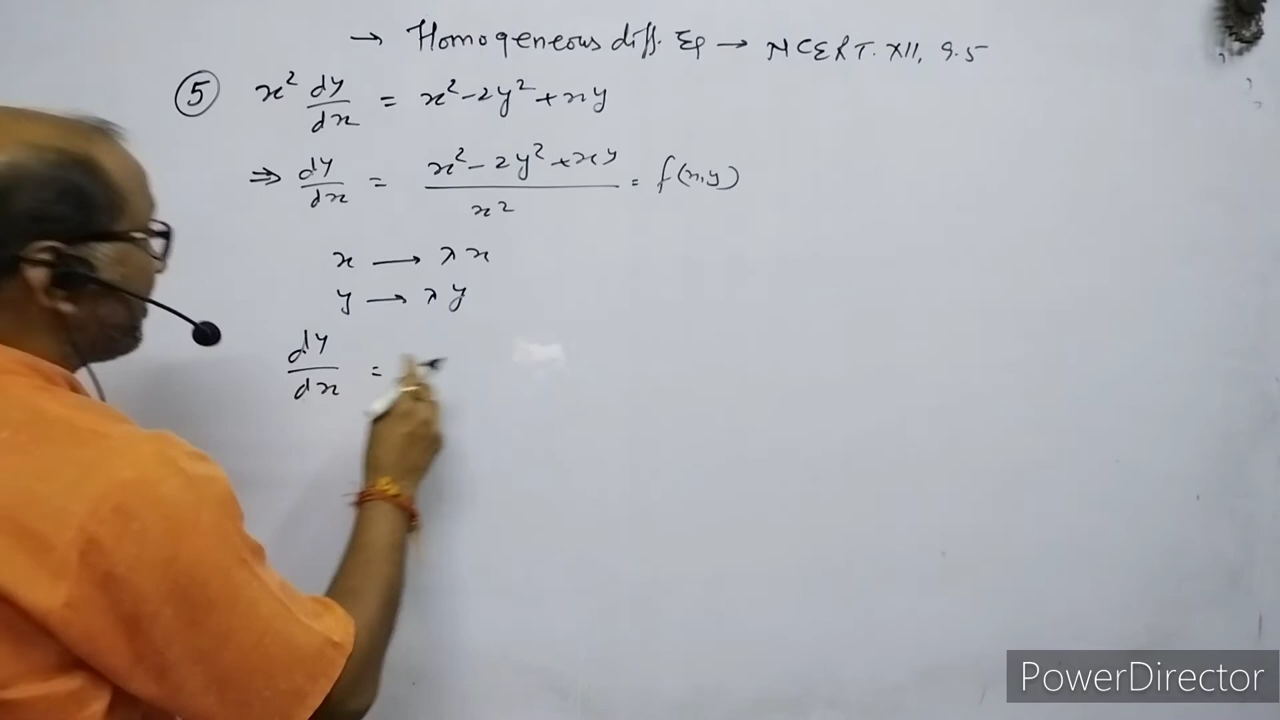 → Homogeneous diff. Eq → NCERT. XII, 9.5
⑤ x² dy/dx = x² - 2y² + xy
⇒ dy/dx = (x² - 2y² + xy)/x² = f(x,y)
x → λx
y → λy
dy/dx =
PowerDirector